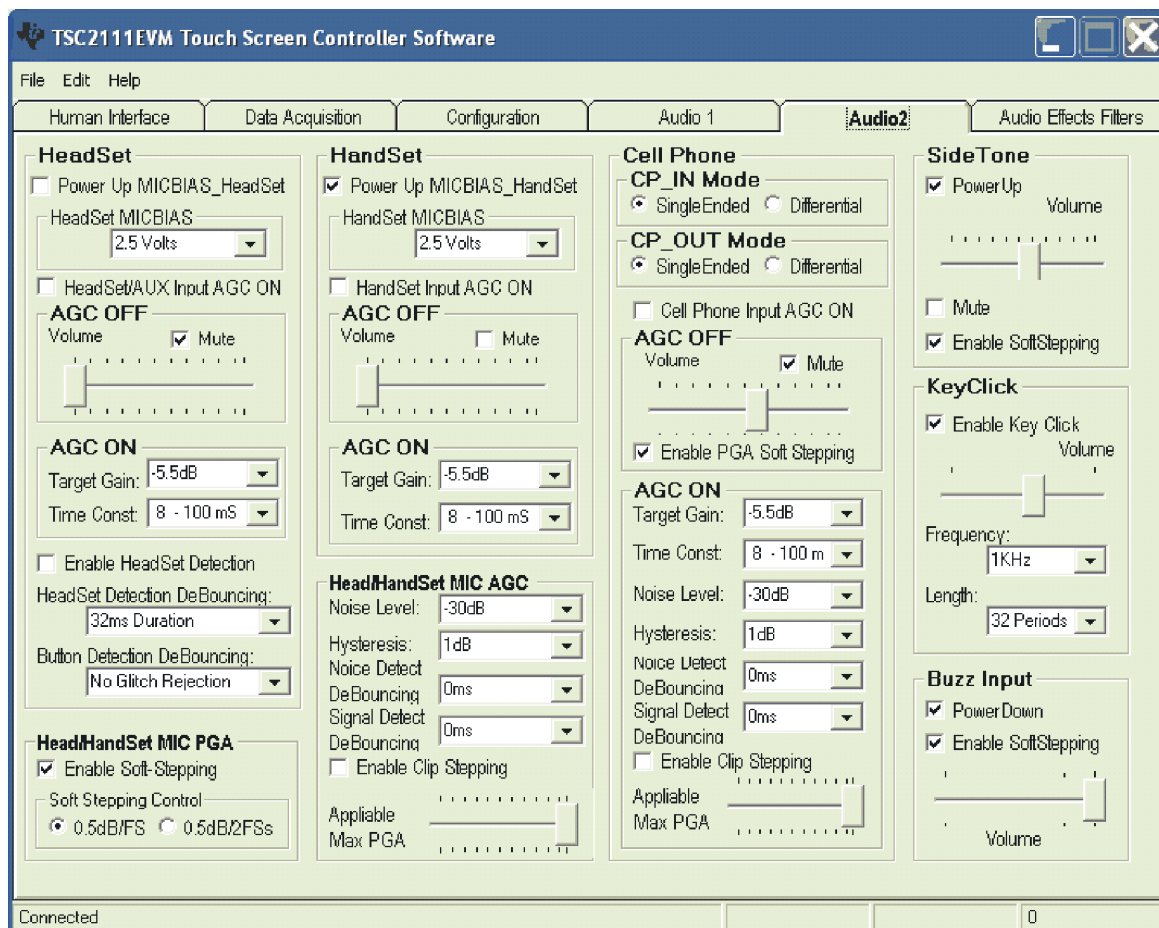 TSC2111EVM Touch Screen Controller Software
File Edit Help
Human Interface
Data Acquisition
Configuration
Audio 1
Audio2
Audio Effects Filters
HeadSet
Power Up MICBIAS_HeadSet
HeadSet MICBIAS
2.5 Volts
HeadSet/AUX Input AGC ON
AGC OFF
Volume
Mute
AGC ON
Target Gain: -5.5dB
Time Const: 8 - 100 mS
Enable HeadSet Detection
HeadSet Detection DeBouncing:
32ms Duration
Button Detection DeBouncing:
No Glitch Rejection
Head/HandSet MIC PGA
Enable Soft-Stepping
Soft Stepping Control
0.5dB/FS 0.5dB/2FSs
HandSet
Power Up MICBIAS_HandSet
HandSet MICBIAS
2.5 Volts
HandSet Input AGC ON
AGC OFF
Volume
Mute
AGC ON
Target Gain: -5.5dB
Time Const: 8 - 100 mS
Head/HandSet MIC AGC
Noise Level: -30dB
Hysteresis: 1dB
Noice Detect
DeBouncing 0ms
Signal Detect
DeBouncing 0ms
Enable Clip Stepping
Appliable
Max PGA
Cell Phone
CP_IN Mode
SingleEnded Differential
CP_OUT Mode
SingleEnded Differential
Cell Phone Input AGC ON
AGC OFF
Volume
Mute
Enable PGA Soft Stepping
AGC ON
Target Gain: -5.5dB
Time Const: 8 - 100 m
Noise Level: -30dB
Hysteresis: 1dB
Noice Detect
DeBouncing 0ms
Signal Detect
DeBouncing 0ms
Enable Clip Stepping
Appliable
Max PGA
SideTone
PowerUp
Volume
Mute
Enable SoftStepping
KeyClick
Enable Key Click
Volume
Frequency:
1KHz
Length:
32 Periods
Buzz Input
PowerDown
Enable SoftStepping
Volume
Connected
0